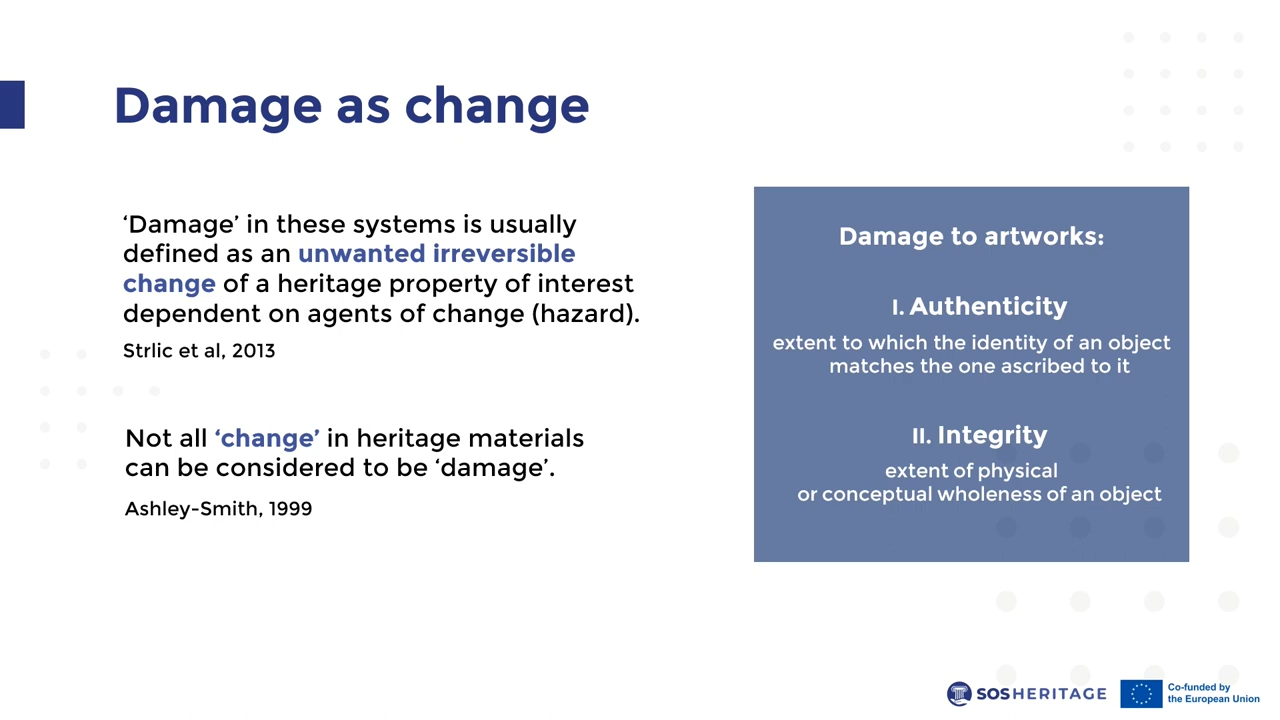 Damage as change
‘Damage’ in these systems is usually
defined as an unwanted irreversible
change of a heritage property of interest
dependent on agents of change (hazard).
Strlic et al, 2013
Not all ‘change’ in heritage materials
can be considered to be ‘damage’.
Ashley-Smith, 1999
Damage to artworks:
I. Authenticity
extent to which the identity of an object
matches the one ascribed to it
II. Integrity
extent of physical
or conceptual wholeness of an object
SOSHERITAGE
Co-funded by
the European Union